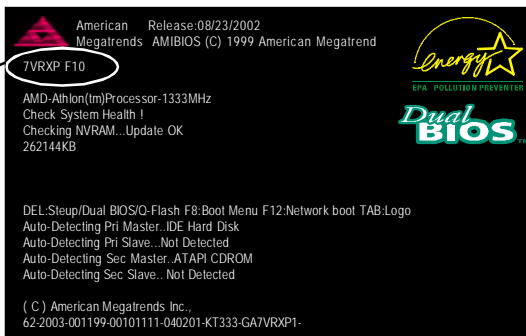 American Release:08/23/2002
Megatrends AMIBIOS (C) 1999 American Megatrend
7VRXP F10
energy
EPA POLLUTION PREVENTER
AMD-Athlon(tm)Processor-1333MHz
Check System Health !
Checking NVRAM...Update OK
262144KB
Dual
BIOS TM
DEL:Steup/Dual BIOS/Q-Flash F8:Boot Menu F12:Network boot TAB:Logo
Auto-Detecting Pri Master..IDE Hard Disk
Auto-Detecting Pri Slave...Not Detected
Auto-Detecting Sec Master..ATAPI CDROM
Auto-Detecting Sec Slave.. Not Detected
( C ) American Megatrends Inc.,
62-2003-001199-00101111-040201-KT333-GA7VRXP1-